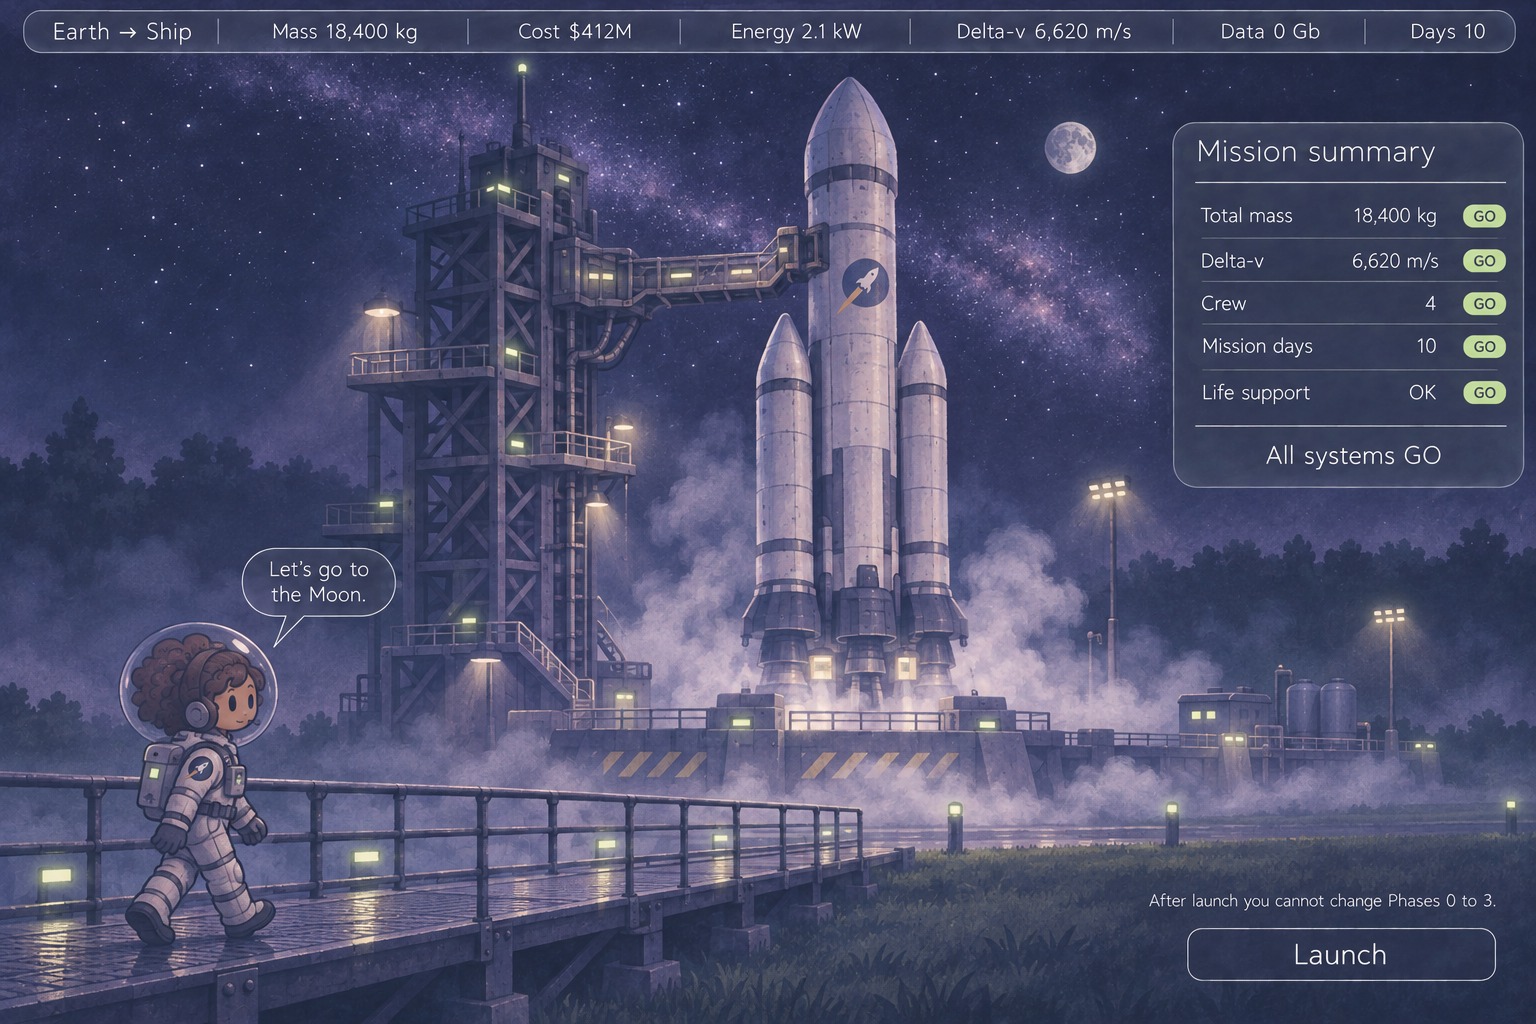 Earth → Ship
Mass 18,400 kg
Cost $412M
Energy 2.1 kW
Delta-v 6,620 m/s
Data 0 Gb
Days 10
Mission summary
Total mass 18,400 kg GO
Delta-v 6,620 m/s GO
Crew 4 GO
Mission days 10 GO
Life support OK GO
All systems GO
Let's go to
the Moon.
After launch you cannot change Phases 0 to 3.
Launch